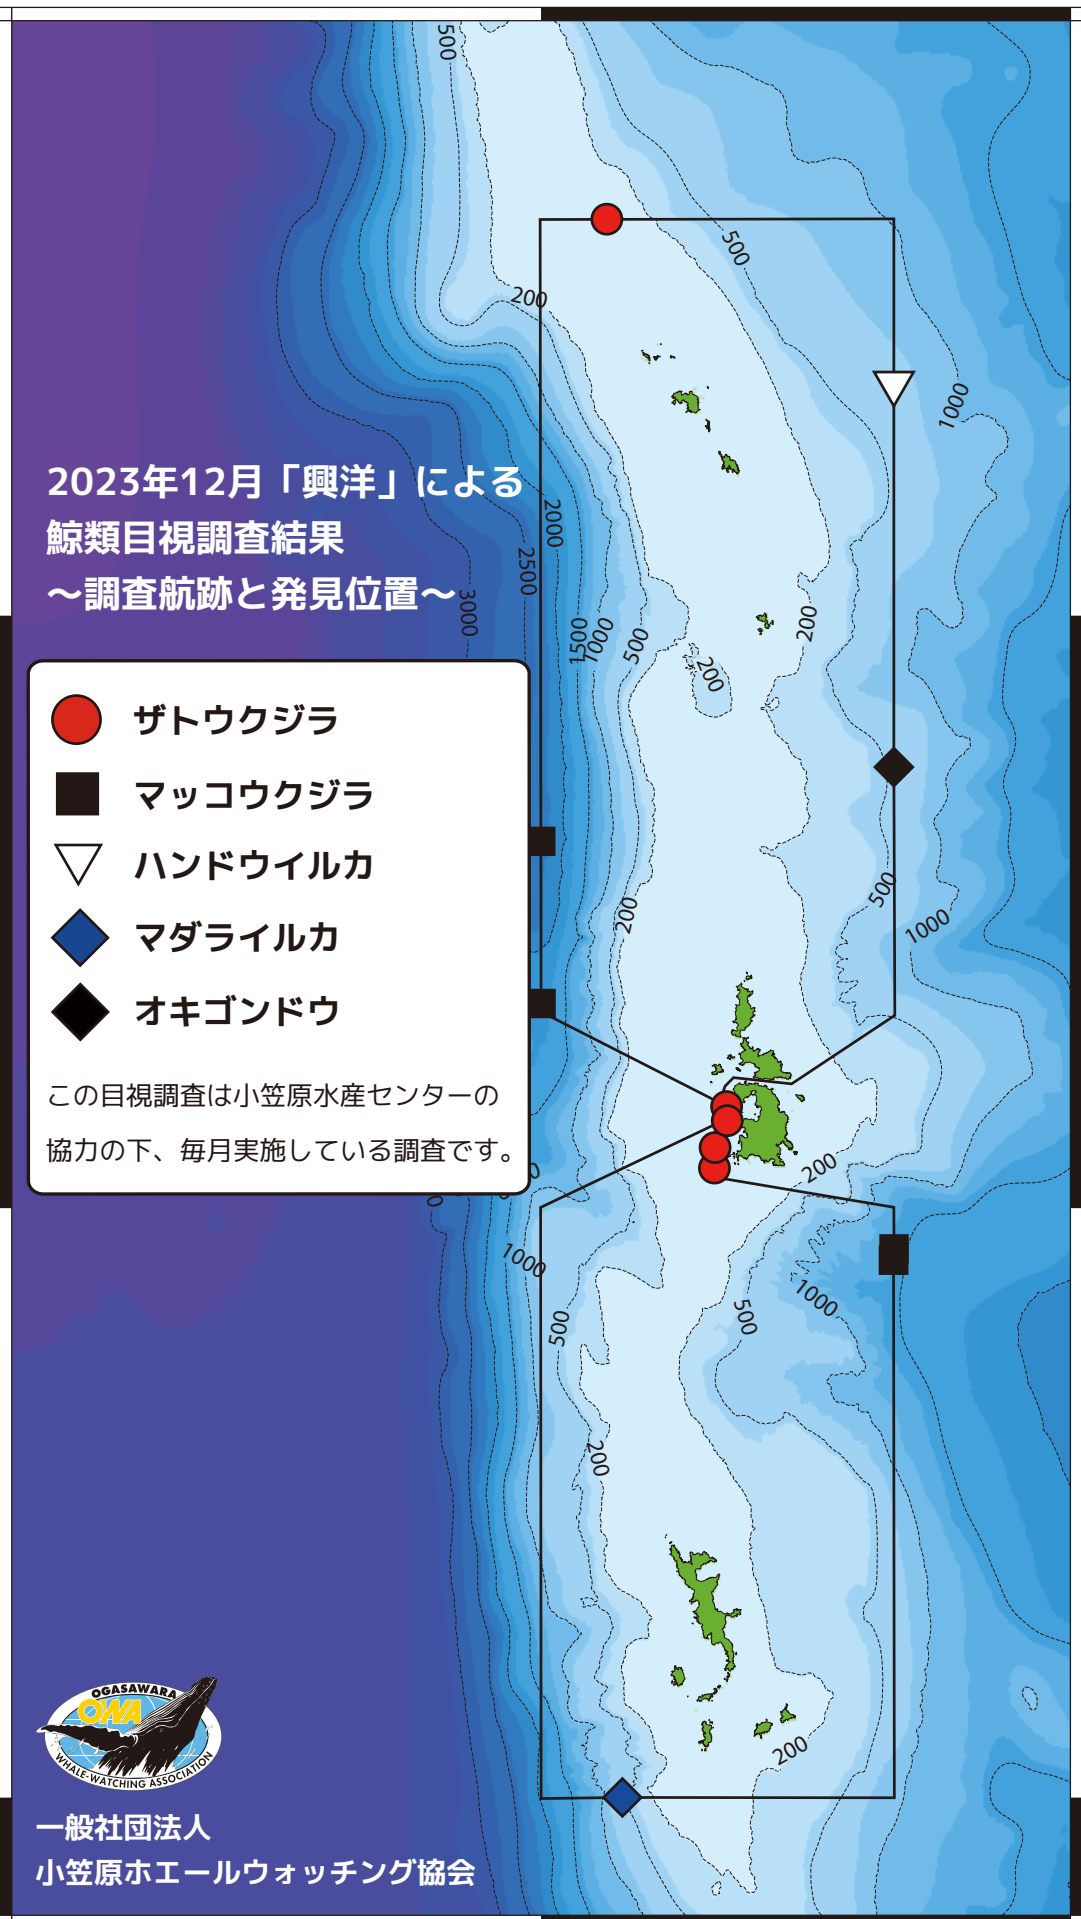 500
500
200
1000
2023年12月「興洋」による
鯨類目視調査結果
〜調査航跡と発見位置〜
2000
2500
3000
1500
1000
500
200
200
ザトウクジラ
マッコウクジラ
ハンドウイルカ
マダライルカ
オキゴンドウ
この目視調査は小笠原水産センターの
協力の下、毎月実施している調査です。
500
200
1000
200
1000
1000
500
500
200
200
OGASAWARA
OWA
WHALE-WATCHING ASSOCIATION
一般社団法人
小笠原ホエールウォッチング協会